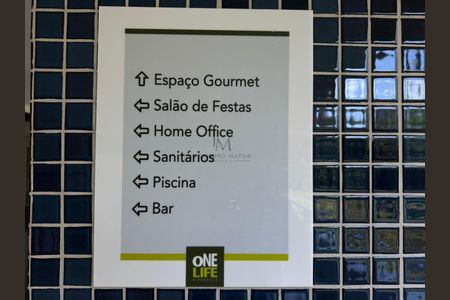 ⇧ Espaço Gourmet
⇦ Salão de Festas
⇦ Home Office
⇦ Sanitários
⇦ Piscina
⇦ Bar
ONE
LIFE